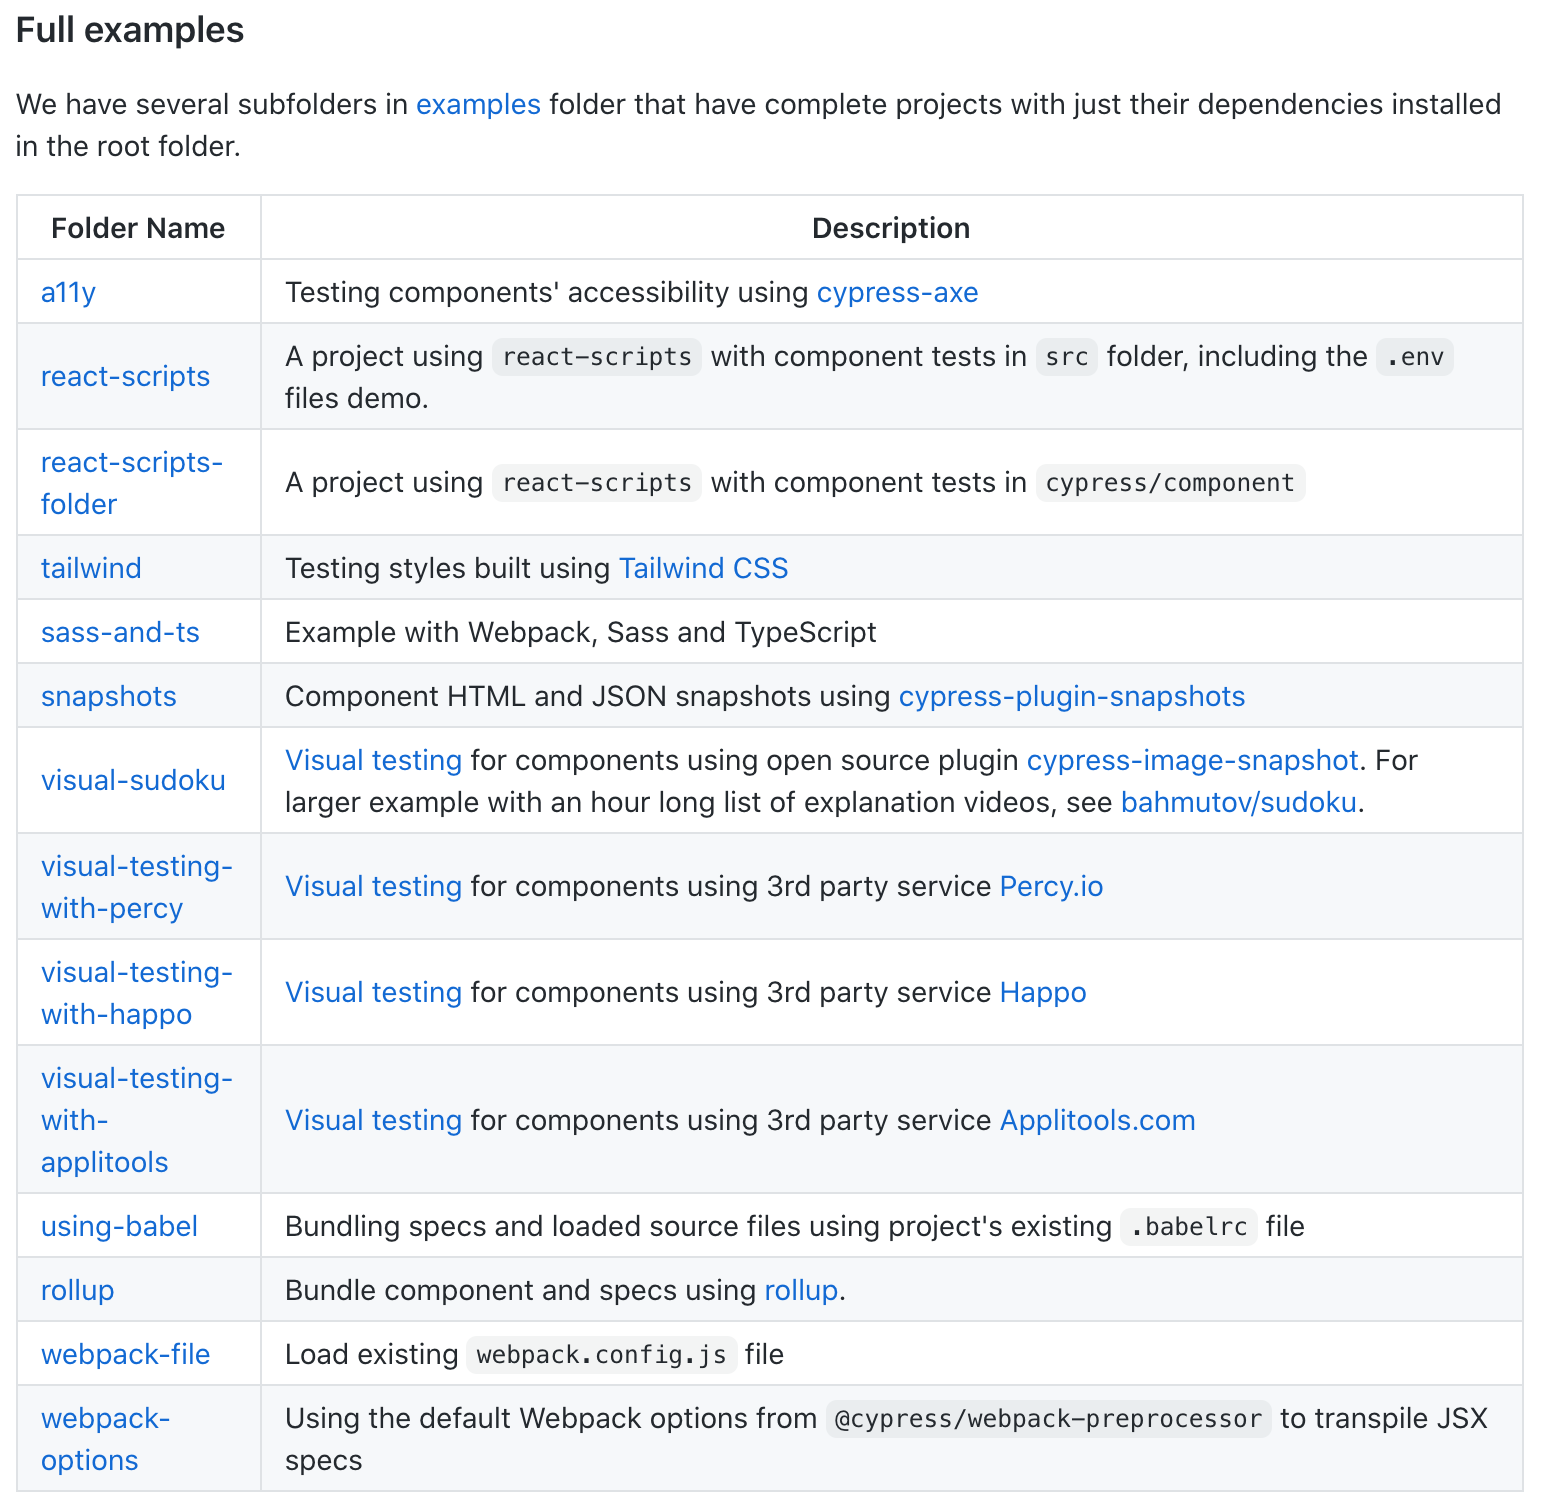 Full examples
We have several subfolders in examples folder that have complete projects with just their dependencies installed
in the root folder.
Folder Name Description
a11y Testing components' accessibility using cypress-axe
react-scripts A project using react-scripts with component tests in src folder, including the .env
files demo.
react-scripts-
folder
A project using react-scripts with component tests in cypress/component
tailwind Testing styles built using Tailwind CSS
sass-and-ts Example with Webpack, Sass and TypeScript
snapshots Component HTML and JSON snapshots using cypress-plugin-snapshots
visual-sudoku Visual testing for components using open source plugin cypress-image-snapshot. For
larger example with an hour long list of explanation videos, see bahmutov/sudoku.
visual-testing-
with-percy
Visual testing for components using 3rd party service Percy.io
visual-testing-
with-happo
Visual testing for components using 3rd party service Happo
visual-testing-
with-
applitools
Visual testing for components using 3rd party service Applitools.com
using-babel Bundling specs and loaded source files using project's existing .babelrc file
rollup Bundle component and specs using rollup.
webpack-file Load existing webpack.config.js file
webpack-
options
Using the default Webpack options from @cypress/webpack-preprocessor to transpile JSX
specs